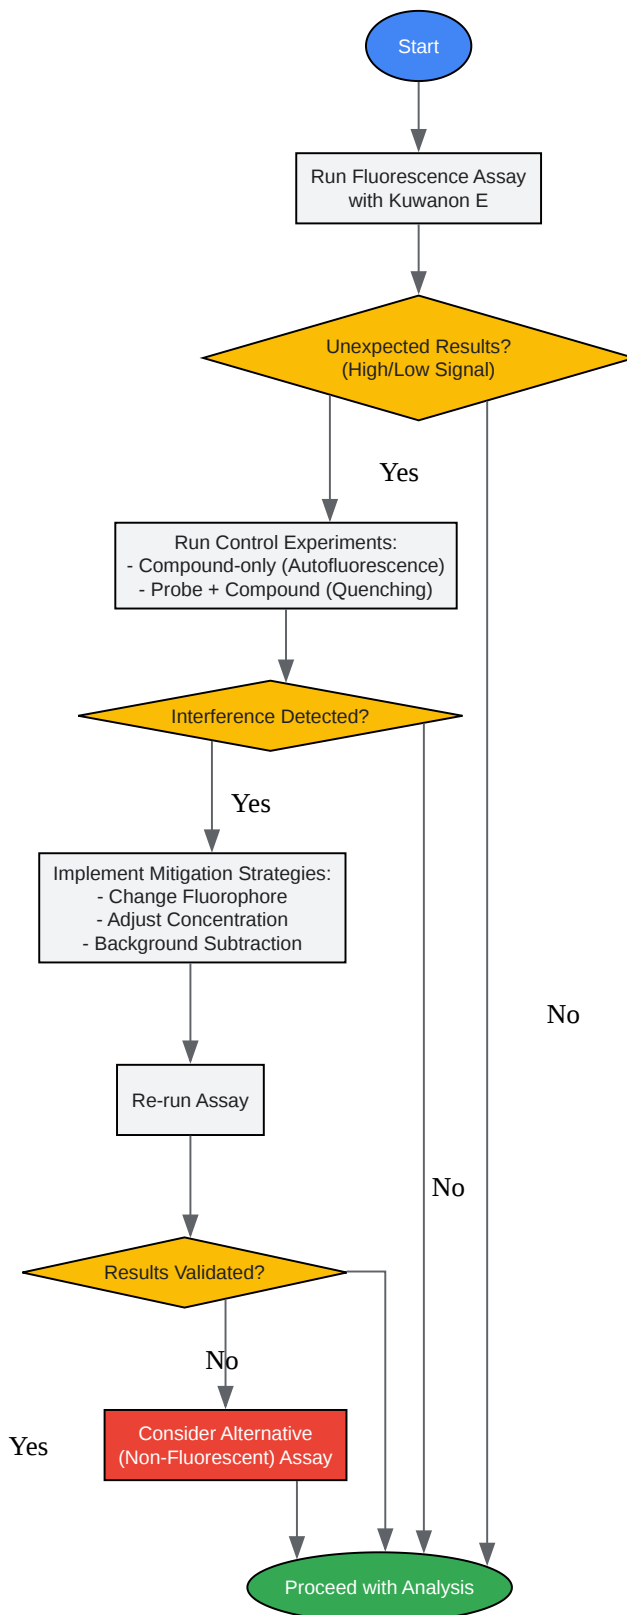 Start
Run Fluorescence Assay
with Kuwanon E
Unexpected Results?
(High/Low Signal)
Yes
Run Control Experiments:
- Compound-only (Autofluorescence)
- Probe + Compound (Quenching)
Interference Detected?
Yes
Implement Mitigation Strategies:
- Change Fluorophore
- Adjust Concentration
- Background Subtraction
No
Re-run Assay
No
Results Validated?
No
Consider Alternative
(Non-Fluorescent) Assay
Yes
Proceed with Analysis